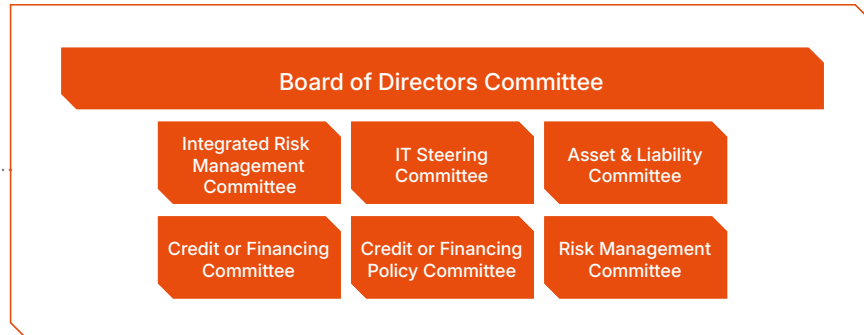 Board of Directors Committee
Integrated Risk
Management
Committee
IT Steering
Committee
Asset & Liability
Committee
Credit or Financing
Committee
Credit or Financing
Policy Committee
Risk Management
Committee